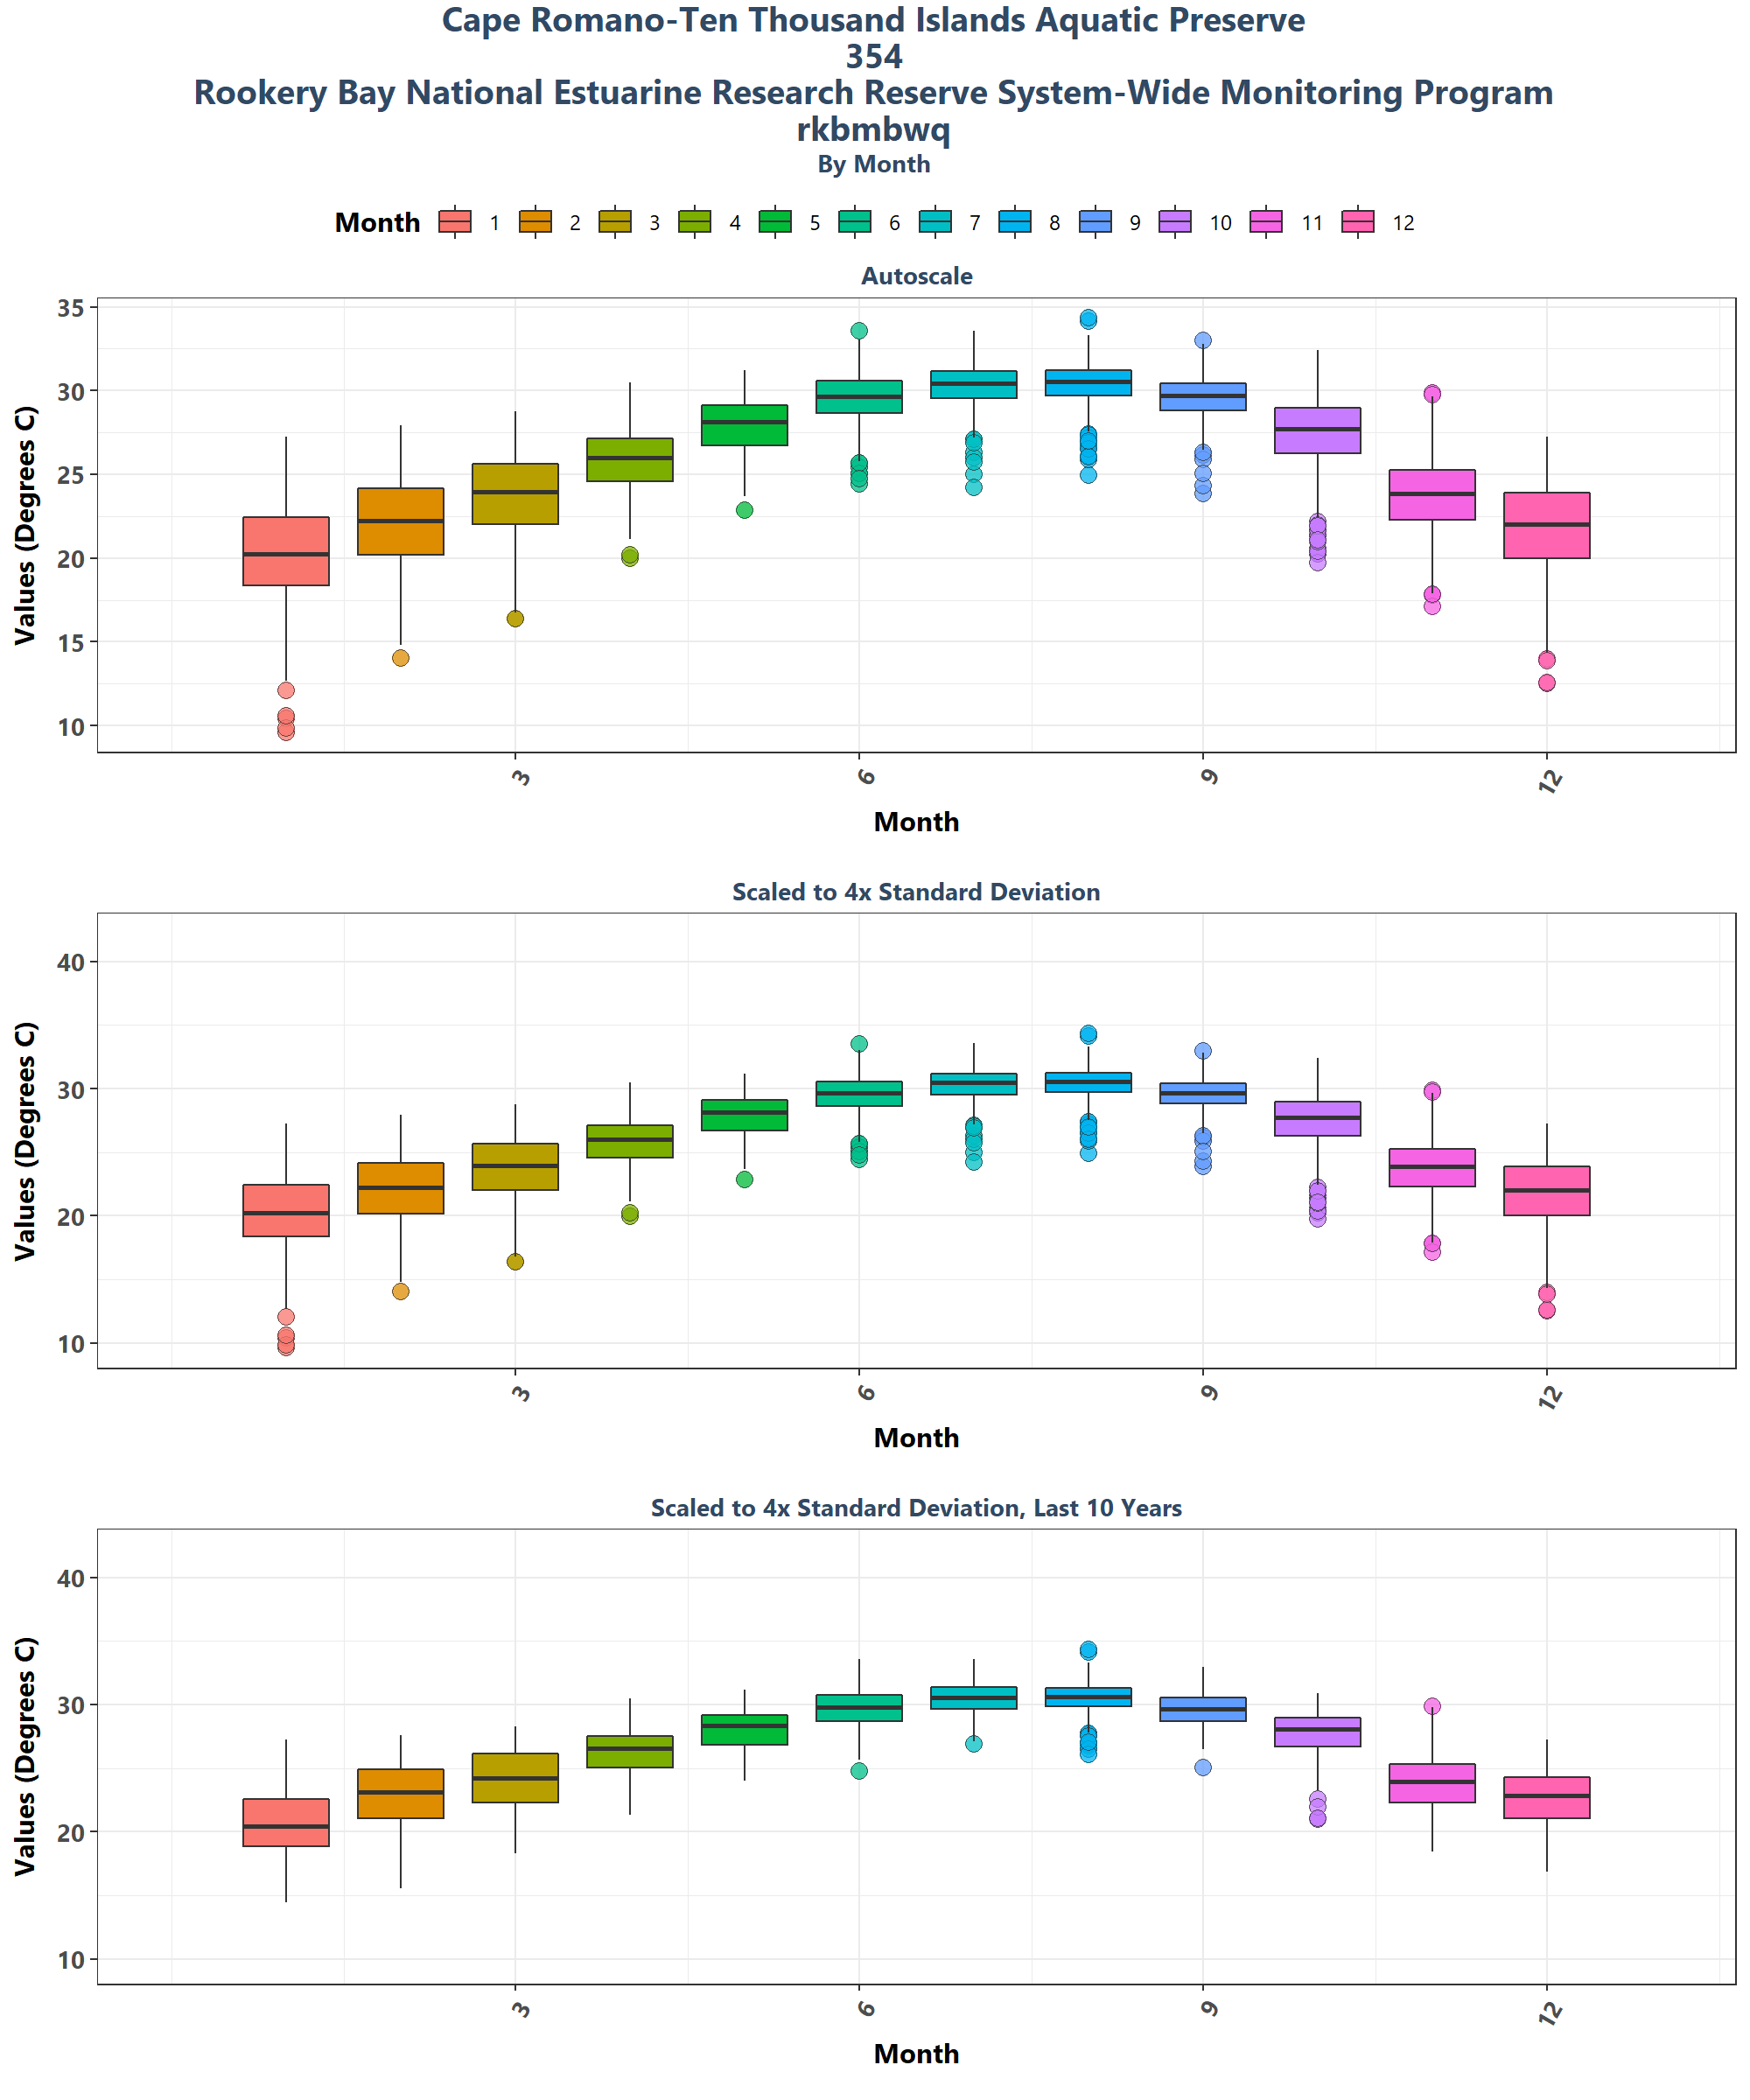 Cape Romano-Ten Thousand Islands Aquatic Preserve
354
Rookery Bay National Estuarine Research Reserve System-Wide Monitoring Program
rkbmbwq
By Month
Month 1 2 3 4 5 6 7 8 9 10 11 12
Autoscale
Values (Degrees C)
35
30
25
20
15
10
3 6 9 12
Month
Scaled to 4x Standard Deviation
Values (Degrees C)
40
30
20
10
3 6 9 12
Month
Scaled to 4x Standard Deviation, Last 10 Years
Values (Degrees C)
40
30
20
10
3 6 9 12
Month